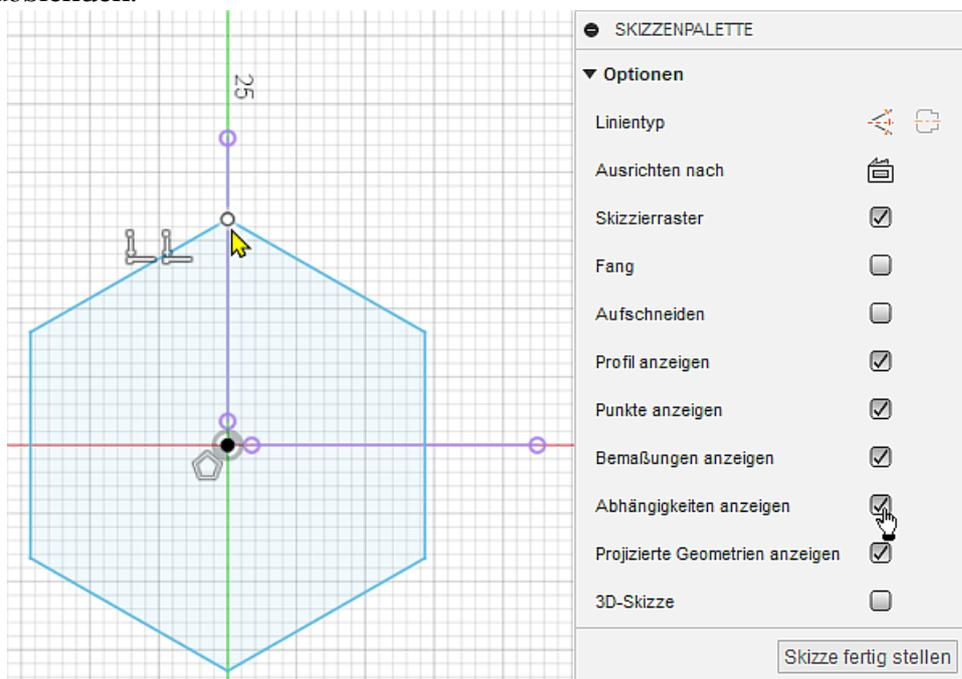 ausblenden.
25
SKIZZENPALETTE
Optionen
Linientyp
Ausrichten nach
Skizzierraster
Fang
Aufschneiden
Profil anzeigen
Punkte anzeigen
Bemaßungen anzeigen
Abhängigkeiten anzeigen
Projizierte Geometrien anzeigen
3D-Skizze
Skizze fertig stellen